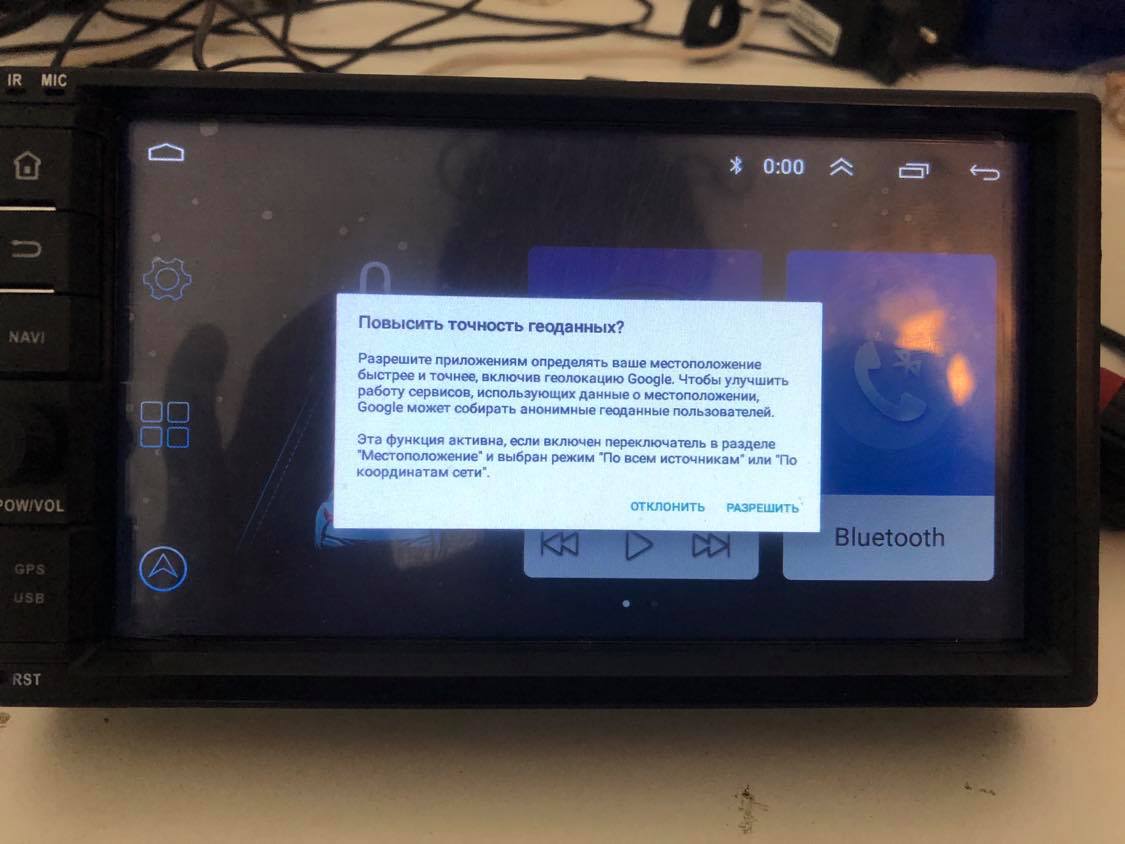 IR MIC
0:00
NAVI
POW/VOL
GPS
USB
RST
Повысить точность геоданных?
Разрешите приложениям определять ваше местоположение
быстрее и точнее, включив геолокацию Google. Чтобы улучшить
работу сервисов, использующих данные о местоположении,
Google может собирать анонимные геоданные пользователей.
Эта функция активна, если включен переключатель в разделе
"Местоположение" и выбран режим "По всем источникам" или "По
координатам сети".
ОТКЛОНИТЬ РАЗРЕШИТЬ
Bluetooth